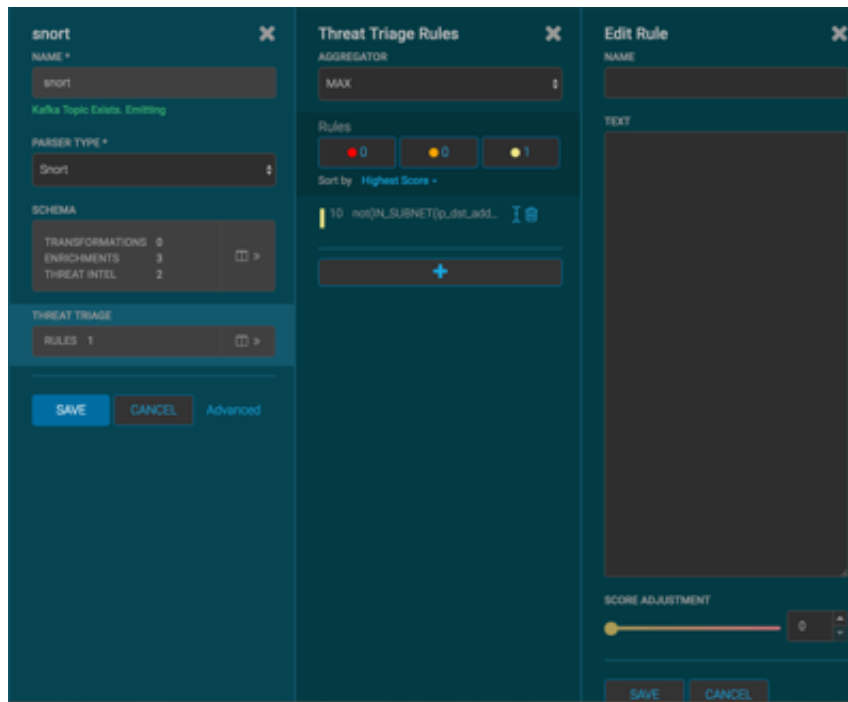 snort
NAME *
snort
Kafka Topic Exists. Emitting
PARSER TYPE *
Snort
SCHEMA
TRANSFORMATIONS 0
ENRICHMENTS 3
THREAT INTEL 2
THREAT TRIAGE
RULES 1
SAVE CANCEL Advanced
Threat Triage Rules
AGGREGATOR
MAX
Rules
0 0 1
Sort by Highest Score
10 not(IN_SUBNET(ip_dst_add...
+
Edit Rule
NAME
TEXT
SCORE ADJUSTMENT
0
SAVE CANCEL